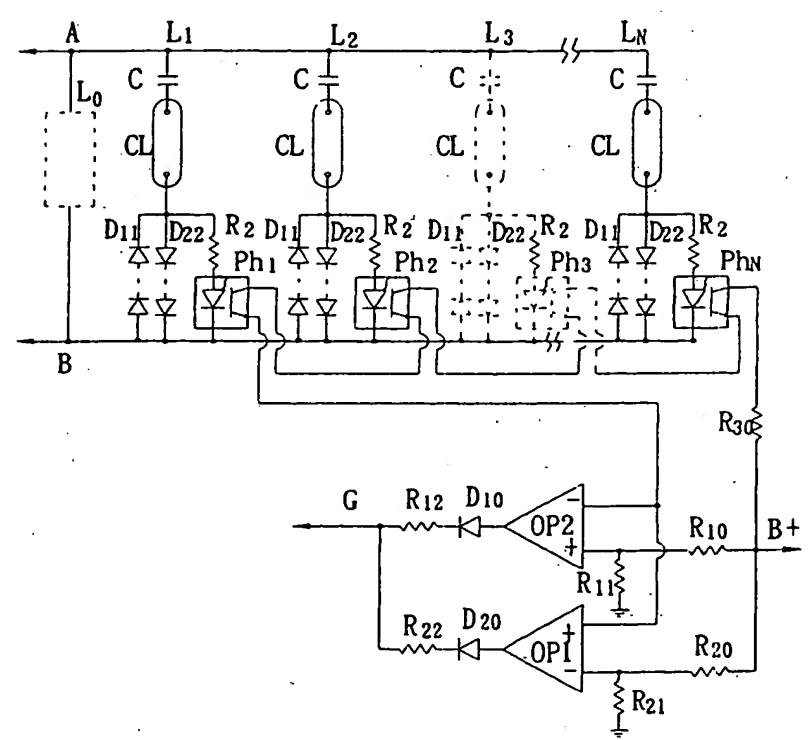 A L1 L2 L3 LN
C C C C
L0
CL CL CL CL
D11 D22 R2 D11 D22 R2 D11 D22 R2 D11 D22 R2
Ph1 Ph2 Ph3 PhN
B
R30
G R12 D10 - OP2 + R10 B+
R11
R22 D20 + OP1 - R20
R21